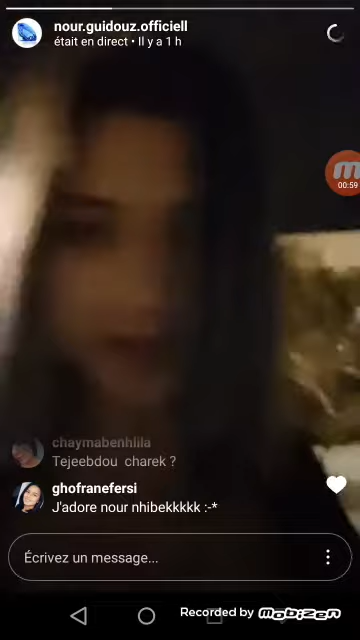 nour.guidouz.officiell
était en direct • Il y a 1 h
00:59
chaymabenhlila
Tejeebdou charek ?
ghofranefersi
J'adore nour nhibekkkkk :-*
Écrivez un message...
Recorded by mobizen